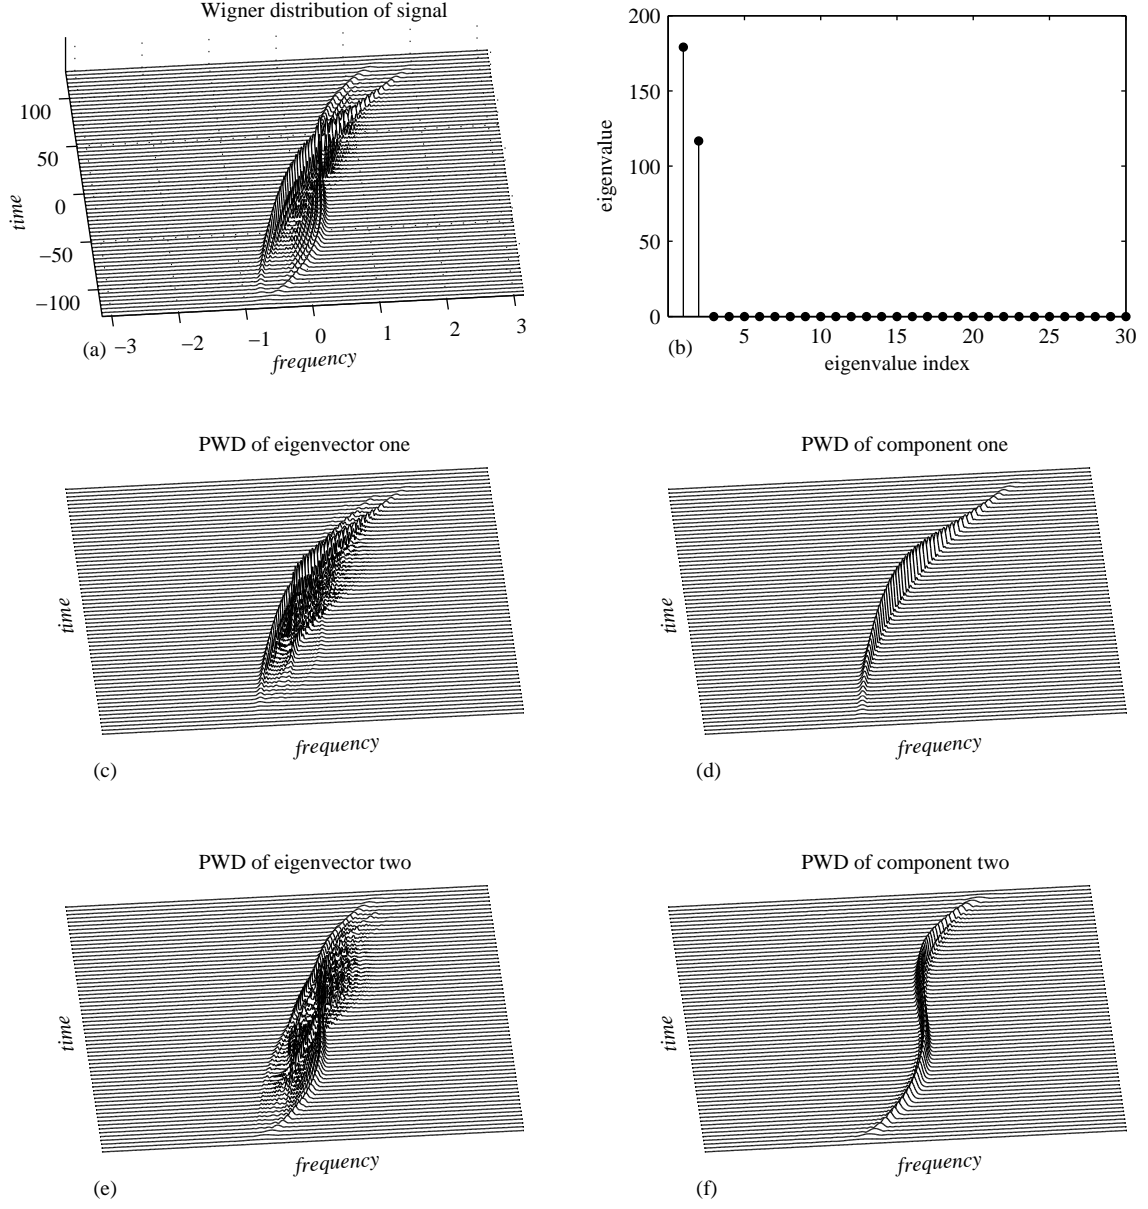 Wigner distribution of signal
100
50
0
−50
−100
time
−3
−2
−1
0
1
2
3
frequency
(a)
200
150
100
50
0
eigenvalue
5
10
15
20
25
30
eigenvalue index
(b)
PWD of eigenvector one
time
frequency
(c)
PWD of component one
time
frequency
(d)
PWD of eigenvector two
time
frequency
(e)
PWD of component two
time
frequency
(f)